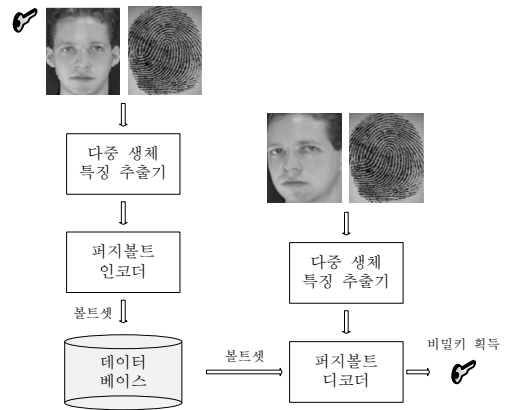 다중 생체
특징 추출기
퍼지볼트
인코더
볼트셋
데이터
베이스
다중 생체
특징 추출기
볼트셋
퍼지볼트
디코더
비밀키 획득